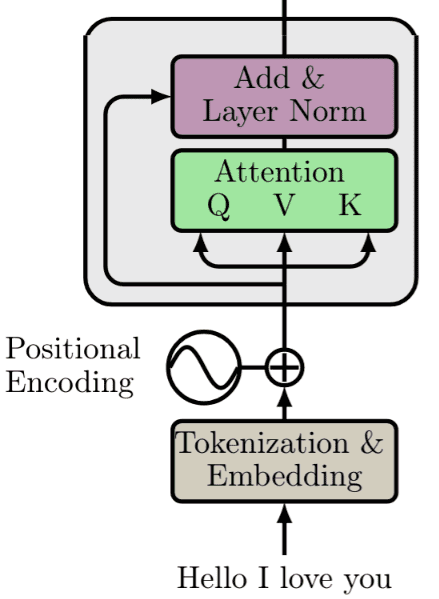 Add &
Layer Norm
Attention
Q V K
Positional
Encoding
Tokenization &
Embedding
Hello I love you